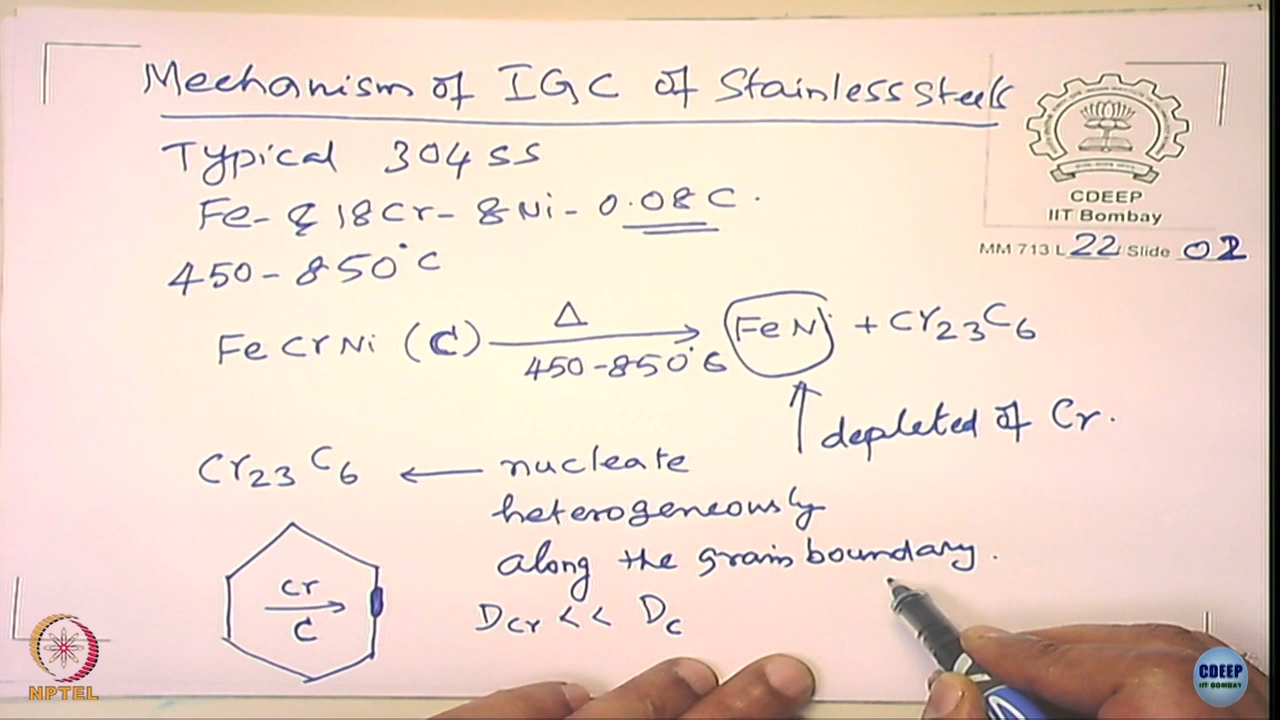 Mechanism of IGC of Stainless Steels
CDEEP
IIT Bombay
MM 713 L 22 Slide 02
Typical 304 SS
Fe- 18Cr- 8Ni- 0.08C.
450-850°C
FeCrNi (C) Δ 450-850°C → FeNi + Cr23C6
depleted of Cr.
Cr23C6 ← nucleate
heterogeneously
along the grain boundary.
Cr
C
DCr << DC
NPTEL
CDEEP
IIT BOMBAY